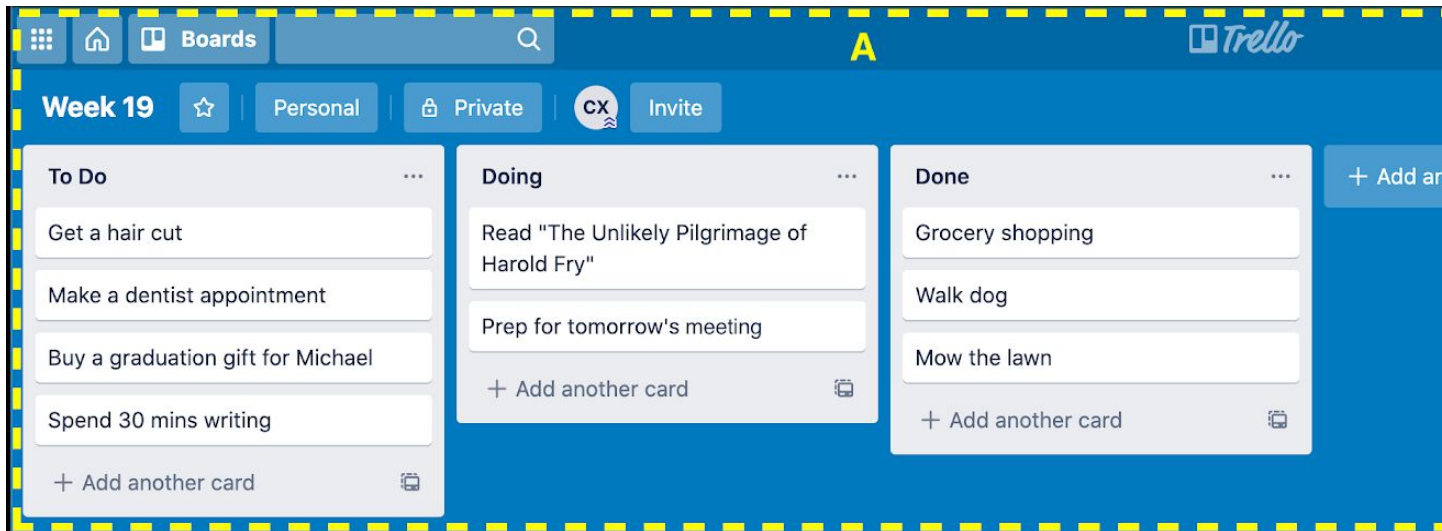 Boards
A
Trello
Week 19
Personal
Private
CX
Invite
To Do
Get a hair cut
Make a dentist appointment
Buy a graduation gift for Michael
Spend 30 mins writing
+ Add another card
Doing
Read "The Unlikely Pilgrimage of
Harold Fry"
Prep for tomorrow's meeting
+ Add another card
Done
Grocery shopping
Walk dog
Mow the lawn
+ Add another card
+ Add